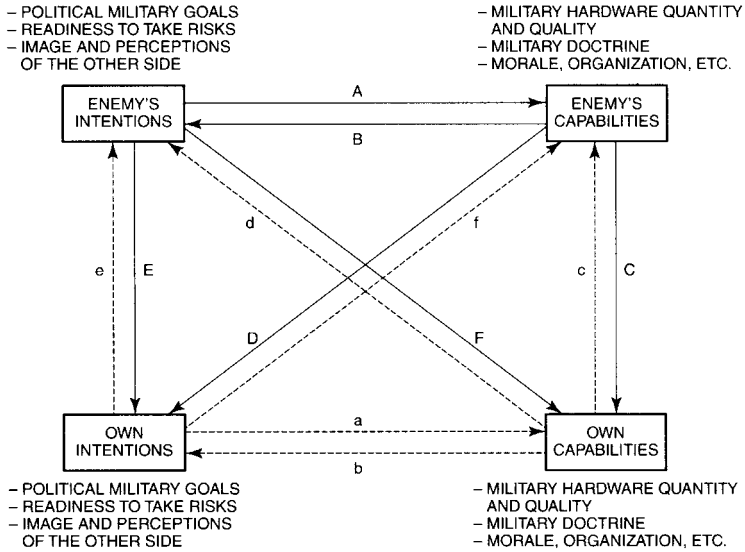 – POLITICAL MILITARY GOALS
– READINESS TO TAKE RISKS
– IMAGE AND PERCEPTIONS
OF THE OTHER SIDE
– MILITARY HARDWARE QUANTITY
AND QUALITY
– MILITARY DOCTRINE
– MORALE, ORGANIZATION, ETC.
ENEMY'S
INTENTIONS
A
B
ENEMY'S
CAPABILITIES
d
f
e
E
c
C
D
F
OWN
INTENTIONS
a
b
OWN
CAPABILITIES
– POLITICAL MILITARY GOALS
– READINESS TO TAKE RISKS
– IMAGE AND PERCEPTIONS
OF THE OTHER SIDE
– MILITARY HARDWARE QUANTITY
AND QUALITY
– MILITARY DOCTRINE
– MORALE, ORGANIZATION, ETC.